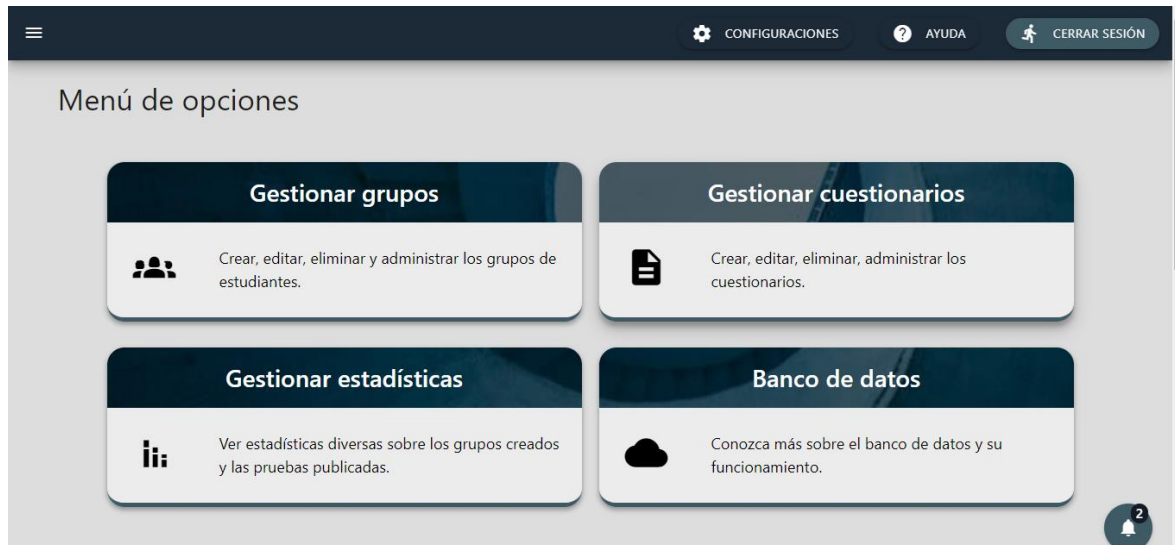 CONFIGURACIONES
AYUDA
CERRAR SESIÓN
Menú de opciones
Gestionar grupos
Crear, editar, eliminar y administrar los grupos de
estudiantes.
Gestionar cuestionarios
Crear, editar, eliminar, administrar los
cuestionarios.
Gestionar estadísticas
Ver estadísticas diversas sobre los grupos creados
y las pruebas publicadas.
Banco de datos
Conozca más sobre el banco de datos y su
funcionamiento.
2